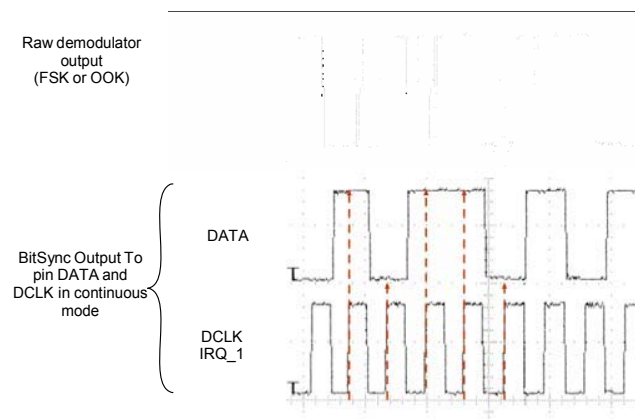 Raw demodulator
output
(FSK or OOK)
DATA
BitSync Output To
pin DATA and
DCLK in continuous
mode
DCLK
IRQ_1